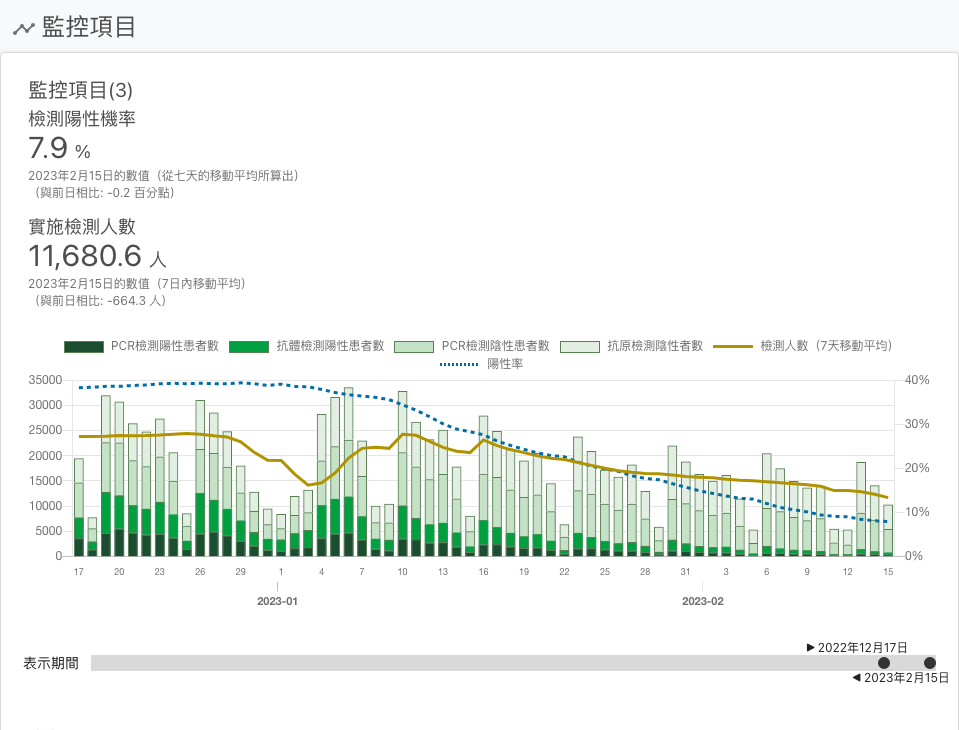 監控項目
監控項目(3)
檢測陽性機率
7.9 %
2023年2月15日的數值（從七天的移動平均所算出）
（與前日相比: -0.2 百分點）
實施檢測人數
11,680.6 人
2023年2月15日的數值（7日內移動平均）
（與前日相比: -664.3 人）
PCR檢測陽性患者數 抗體檢測陽性患者數 PCR檢測陰性患者數 抗原檢測陰性者數 檢測人數（7天移動平均）
陽性率
35000 40%
30000
25000 30%
20000
20%
15000
10000 10%
5000
0 0%
17 20 23 26 29 1 4 7 10 13 16 19 22 25 28 31 3 6 9 12 15
2023-01 2023-02
2022年12月17日
表示期間
2023年2月15日